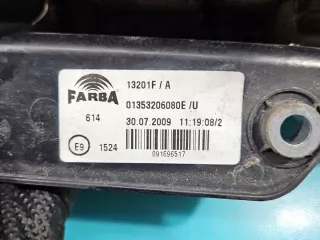 13201F / A
FARBA
01353206080E /U
614
30.07.2009 11:19:08/2
E9 1524
091696517